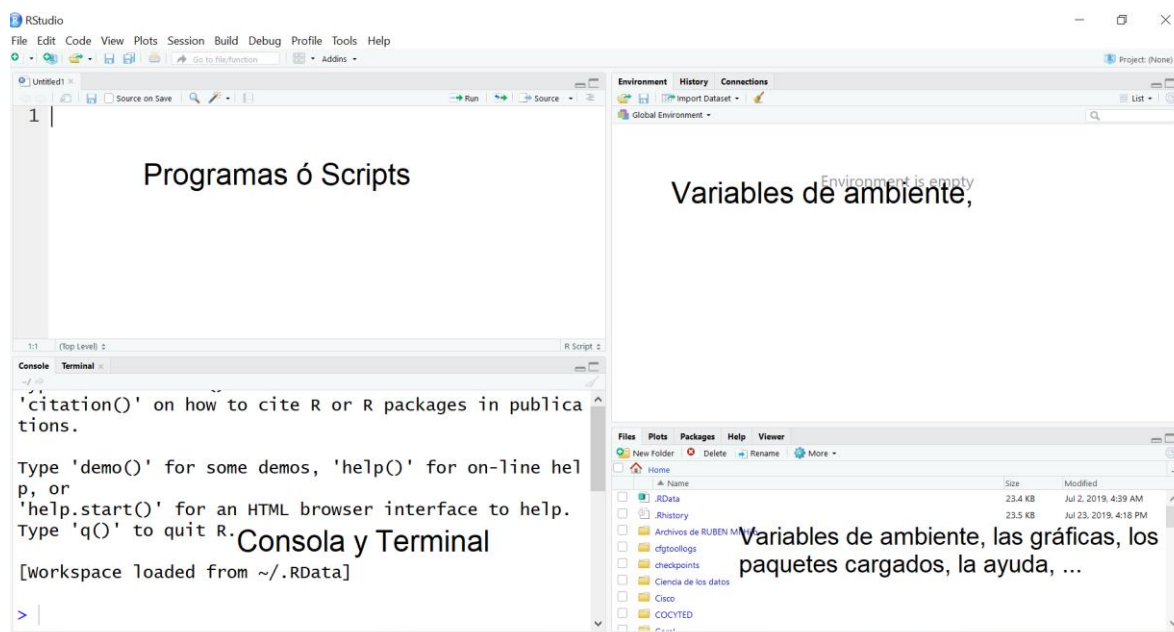 RStudio
File Edit Code View Plots Session Build Debug Profile Tools Help
Go to file/function Addins
Project: (None)
Untitled1
Source on Save Run Source
1
Programas ó Scripts
1:1 (Top Level) R Script
Console Terminal
~/
'citation()' on how to cite R or R packages in publica
tions.
Type 'demo()' for some demos, 'help()' for on-line hel
p, or
'help.start()' for an HTML browser interface to help.
Type 'q()' to quit R.
Consola y Terminal
[Workspace loaded from ~/.RData]
>
Environment History Connections
Import Dataset List
Global Environment
Environment is empty
Variables de ambiente,
Files Plots Packages Help Viewer
New Folder Delete Rename More
Home
Name Size Modified
.RData 23.4 KB Jul 2, 2019, 4:39 AM
.Rhistory 23.5 KB Jul 23, 2019, 4:18 PM
Archivos de RUBEN
cfgtoollogs
checkpoints
Ciencia de los datos
Cisco
COCYTED
Variables de ambiente, las gráficas, los
paquetes cargados, la ayuda, ...